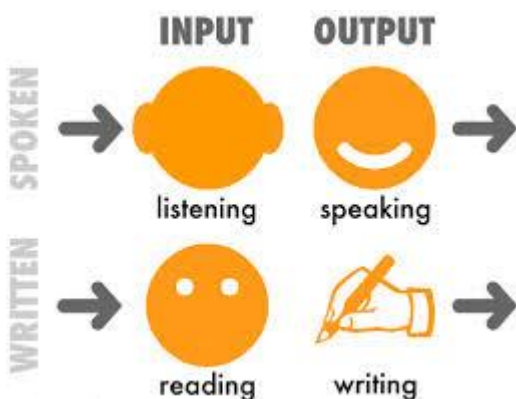 INPUT OUTPUT
SPOKEN
listening speaking
WRITTEN
reading writing